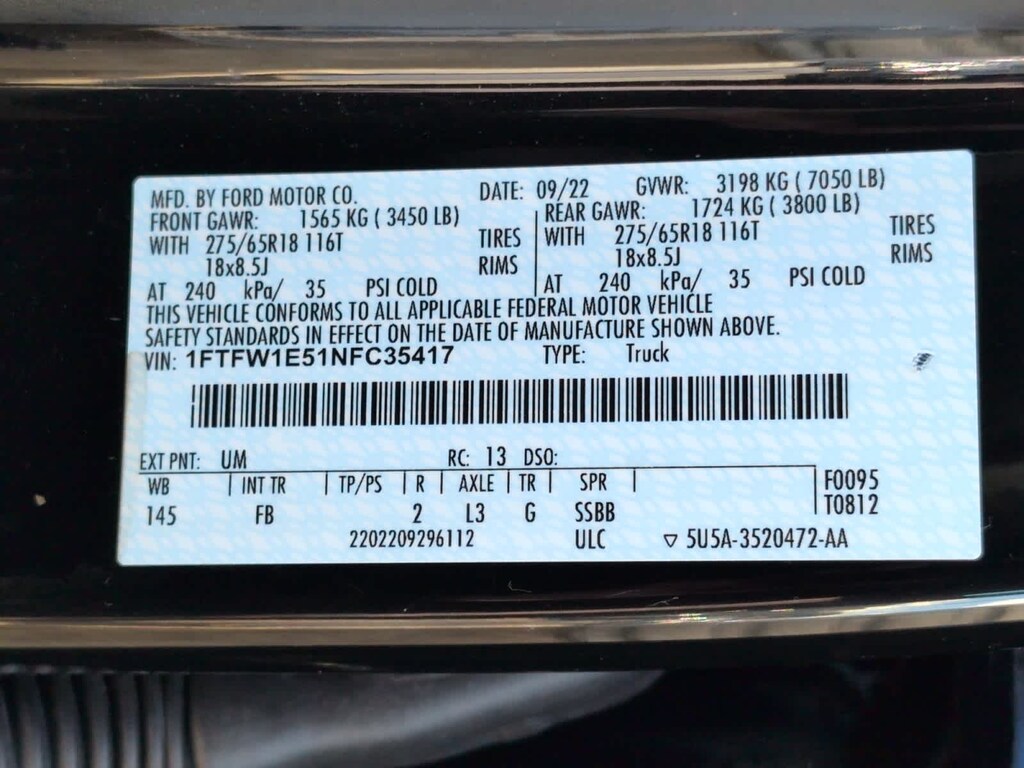 MFD. BY FORD MOTOR CO. DATE: 09/22 GVWR: 3198 KG ( 7050 LB)
FRONT GAWR: 1565 KG ( 3450 LB) REAR GAWR: 1724 KG ( 3800 LB)
WITH 275/65R18 116T TIRES WITH 275/65R18 116T TIRES
18x8.5J RIMS 18x8.5J RIMS
AT 240 kPa/ 35 PSI COLD AT 240 kPa/ 35 PSI COLD
THIS VEHICLE CONFORMS TO ALL APPLICABLE FEDERAL MOTOR VEHICLE
SAFETY STANDARDS IN EFFECT ON THE DATE OF MANUFACTURE SHOWN ABOVE.
VIN: 1FTFW1E51NFC35417 TYPE: Truck
EXT PNT: UM RC: 13 DSO:
WB INT TR TP/PS R AXLE TR SPR F0095
145 FB 2 L3 G SSBB T0812
2202209296112 ULC ▽ 5U5A-3520472-AA